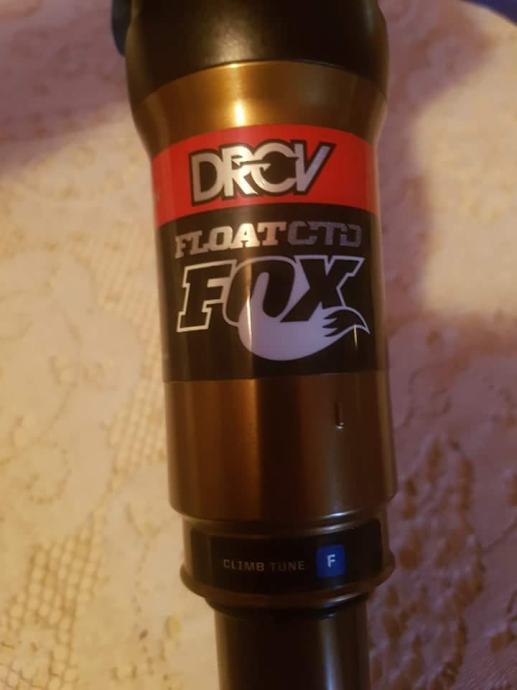 DRCV
FLOAT CTD
FOX
CLIMB TUNE F